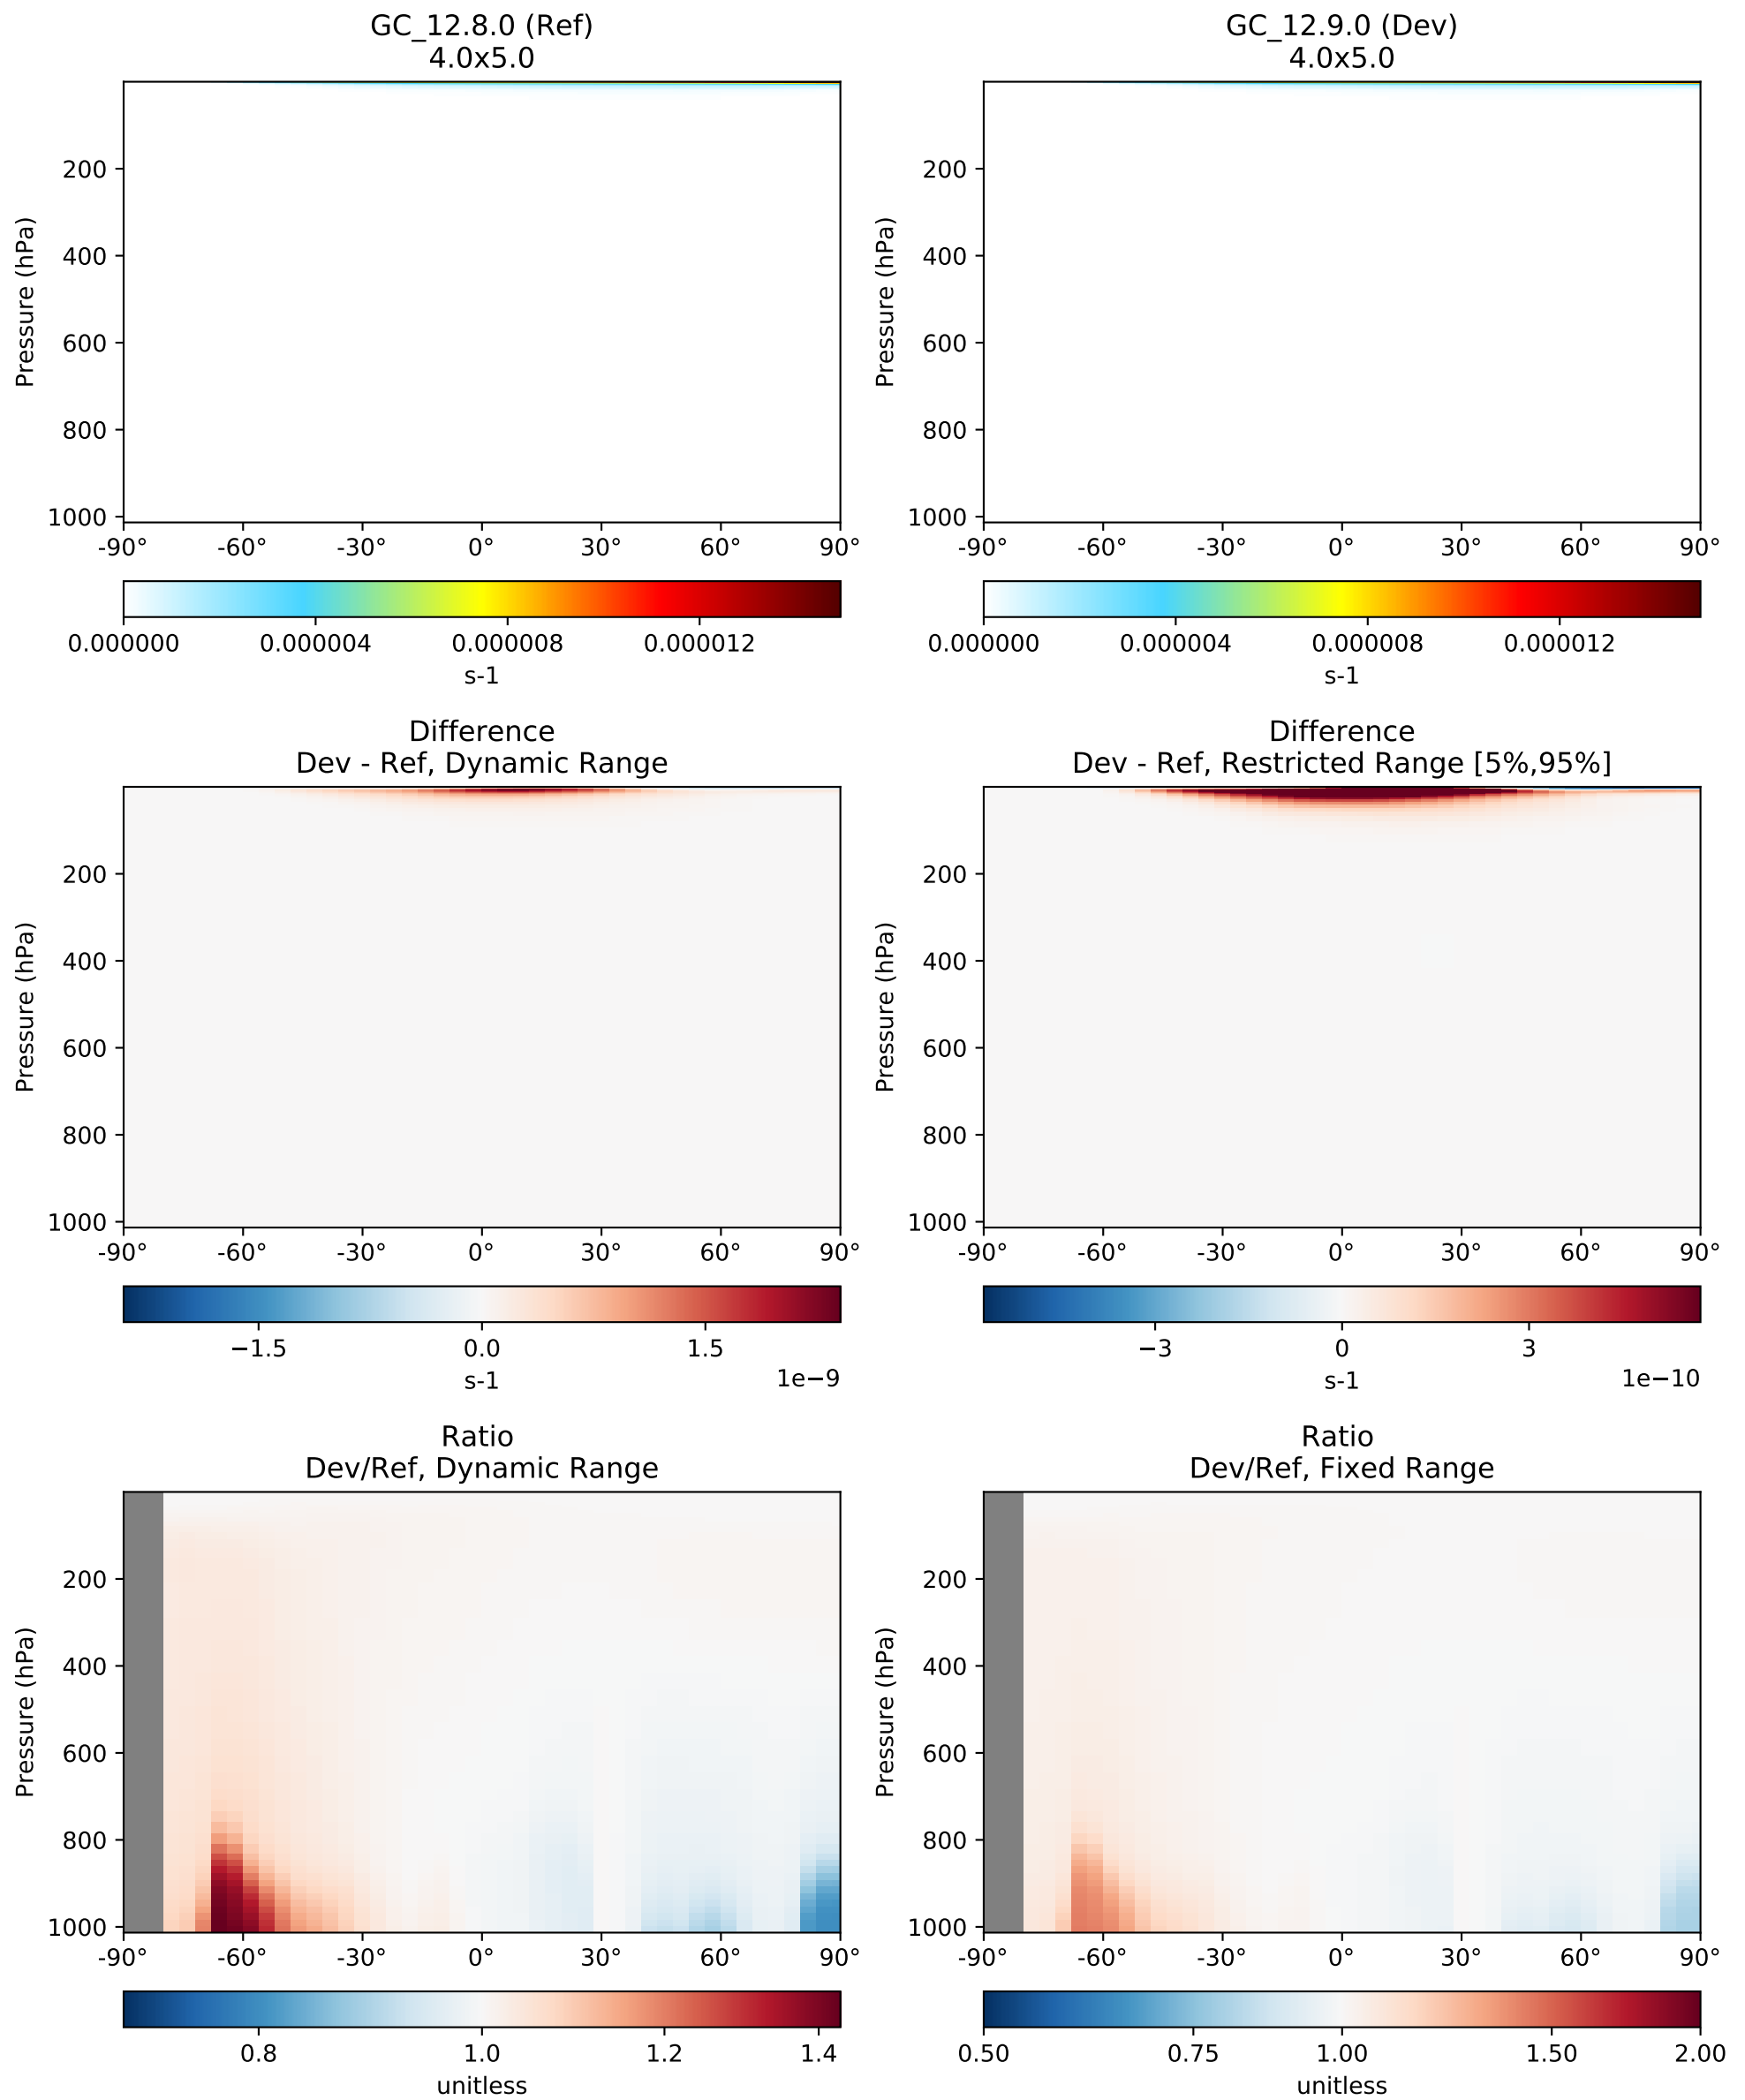 GC_12.8.0 (Ref)
4.0x5.0
Pressure (hPa)
200
400
600
800
1000
-90° -60° -30° 0° 30° 60° 90°
0.000000 0.000004 0.000008 0.000012
s-1
GC_12.9.0 (Dev)
4.0x5.0
Pressure (hPa)
200
400
600
800
1000
-90° -60° -30° 0° 30° 60° 90°
0.000000 0.000004 0.000008 0.000012
s-1
Difference
Dev - Ref, Dynamic Range
Pressure (hPa)
200
400
600
800
1000
-90° -60° -30° 0° 30° 60° 90°
−1.5 0.0 1.5
s-1
1e−9
Difference
Dev - Ref, Restricted Range [5%,95%]
Pressure (hPa)
200
400
600
800
1000
-90° -60° -30° 0° 30° 60° 90°
−3 0 3
s-1
1e−10
Ratio
Dev/Ref, Dynamic Range
Pressure (hPa)
200
400
600
800
1000
-90° -60° -30° 0° 30° 60° 90°
0.8 1.0 1.2 1.4
unitless
Ratio
Dev/Ref, Fixed Range
Pressure (hPa)
200
400
600
800
1000
-90° -60° -30° 0° 30° 60° 90°
0.50 0.75 1.00 1.50 2.00
unitless